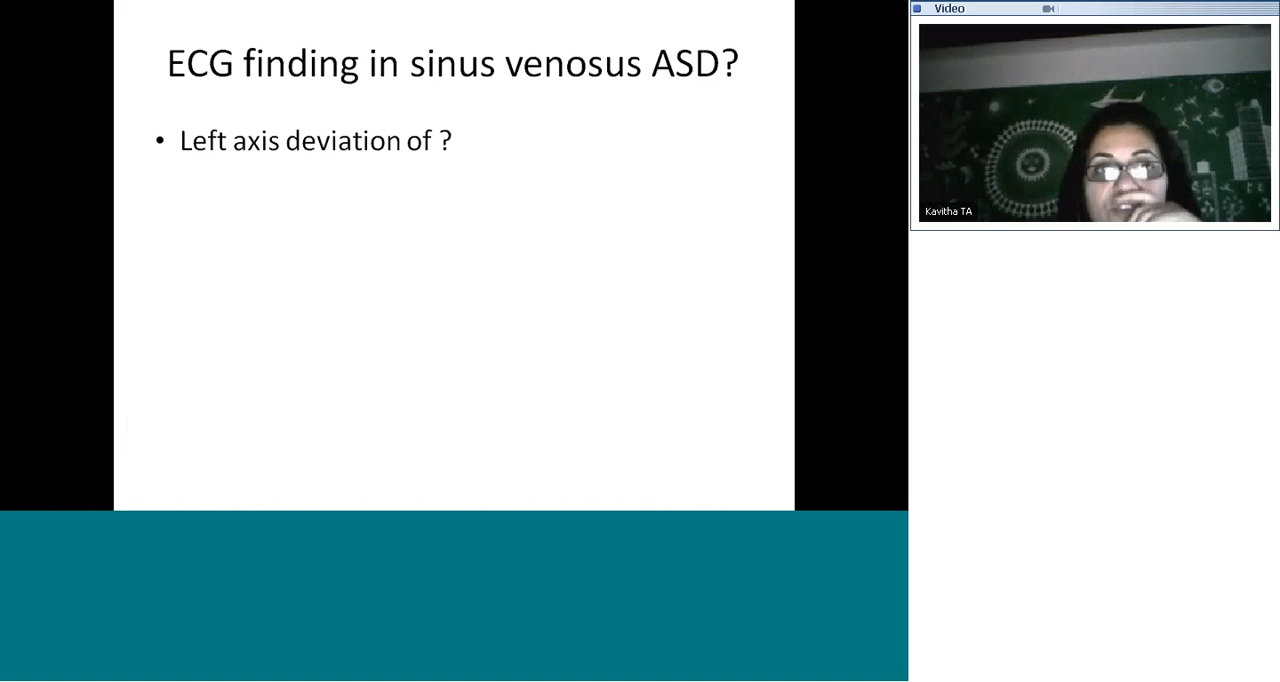 ECG finding in sinus venosus ASD?
• Left axis deviation of ?
Video
Kavitha TA